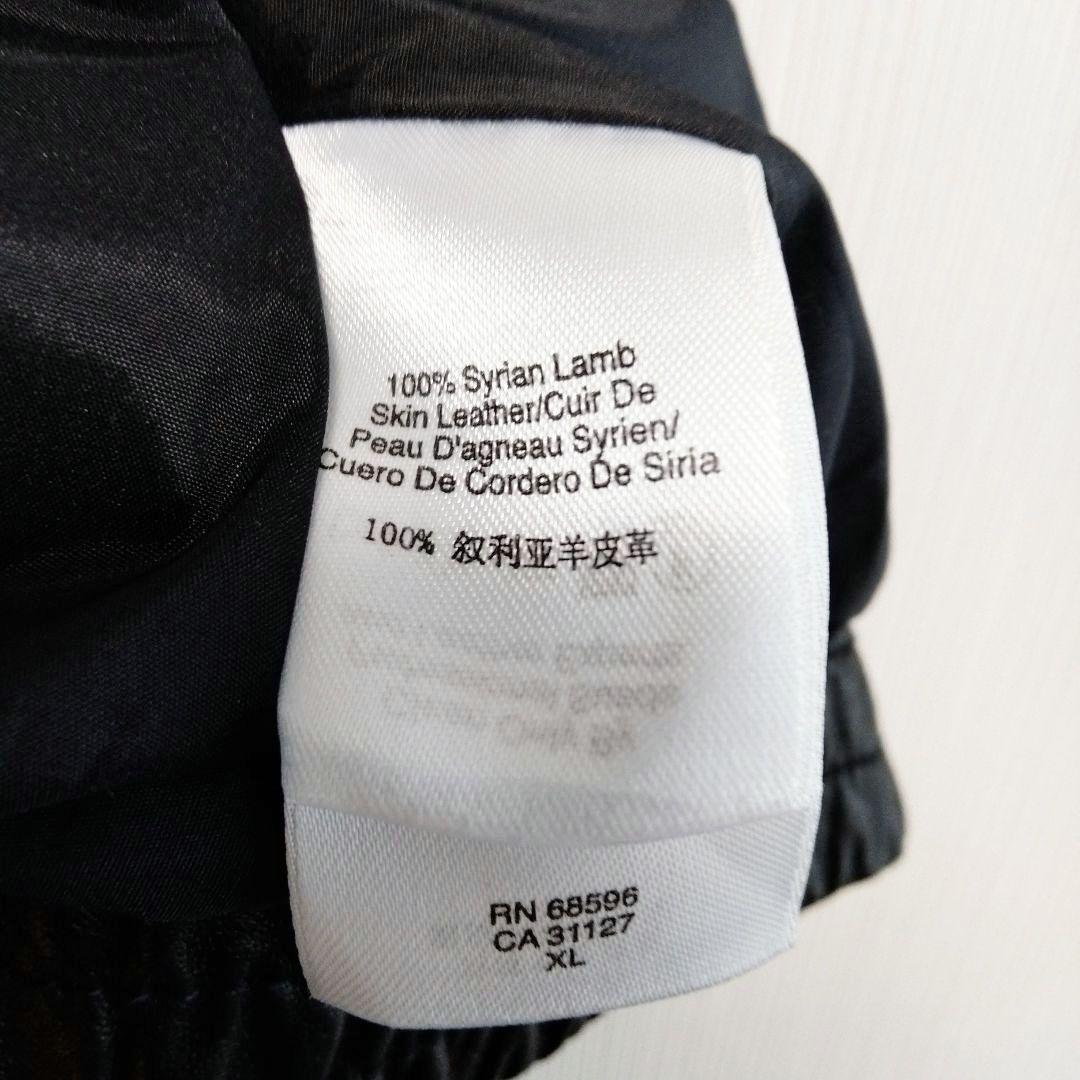 100% Syrian Lamb
Skin Leather/Cuir De
Peau D'agneau Syrien/
Cuero De Cordero De Siria
100% 叙利亚羊皮革
RN 68596
CA 31127
XL